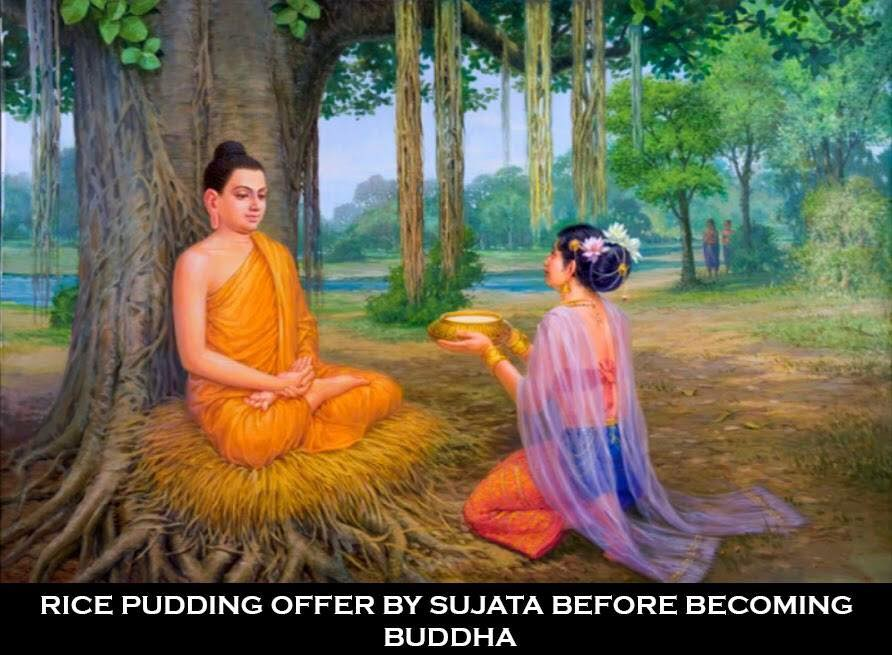 RICE PUDDING OFFER BY SUJATA BEFORE BECOMING
BUDDHA